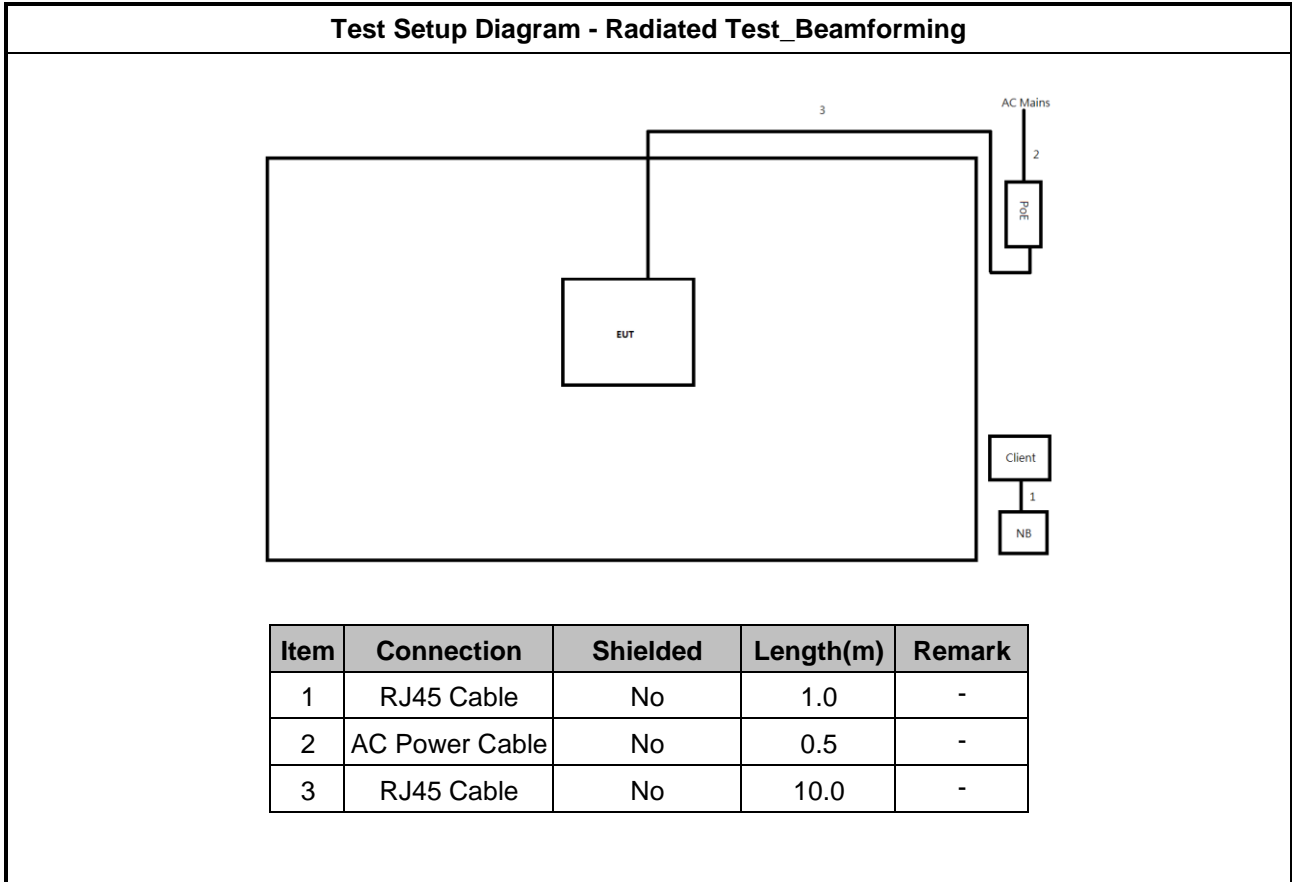 Test Setup Diagram - Radiated Test_Beamforming
AC Mains
3
2
PoE
EUT
Client
1
NB
Item Connection Shielded Length(m) Remark
1 RJ45 Cable No 1.0 -
2 AC Power Cable No 0.5 -
3 RJ45 Cable No 10.0 -